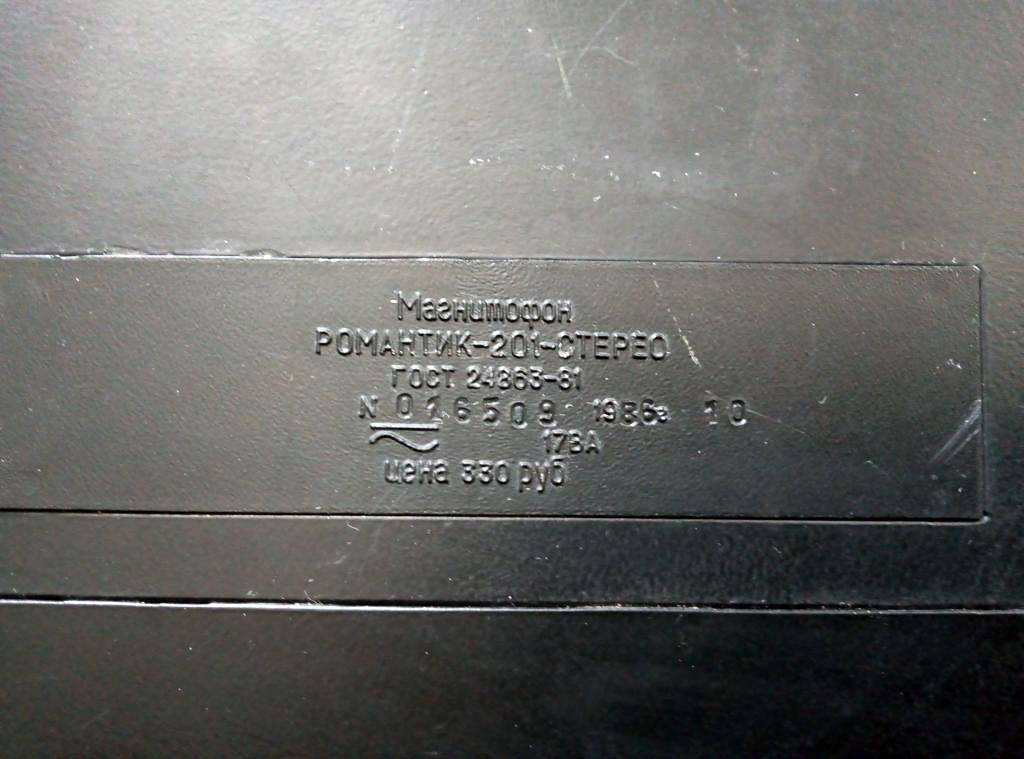 Магнитофон
РОМАНТИК-201-СТЕРЕО
ГОСТ 24863-81
N 016509 1986г 10
17ВА
цена 330 руб